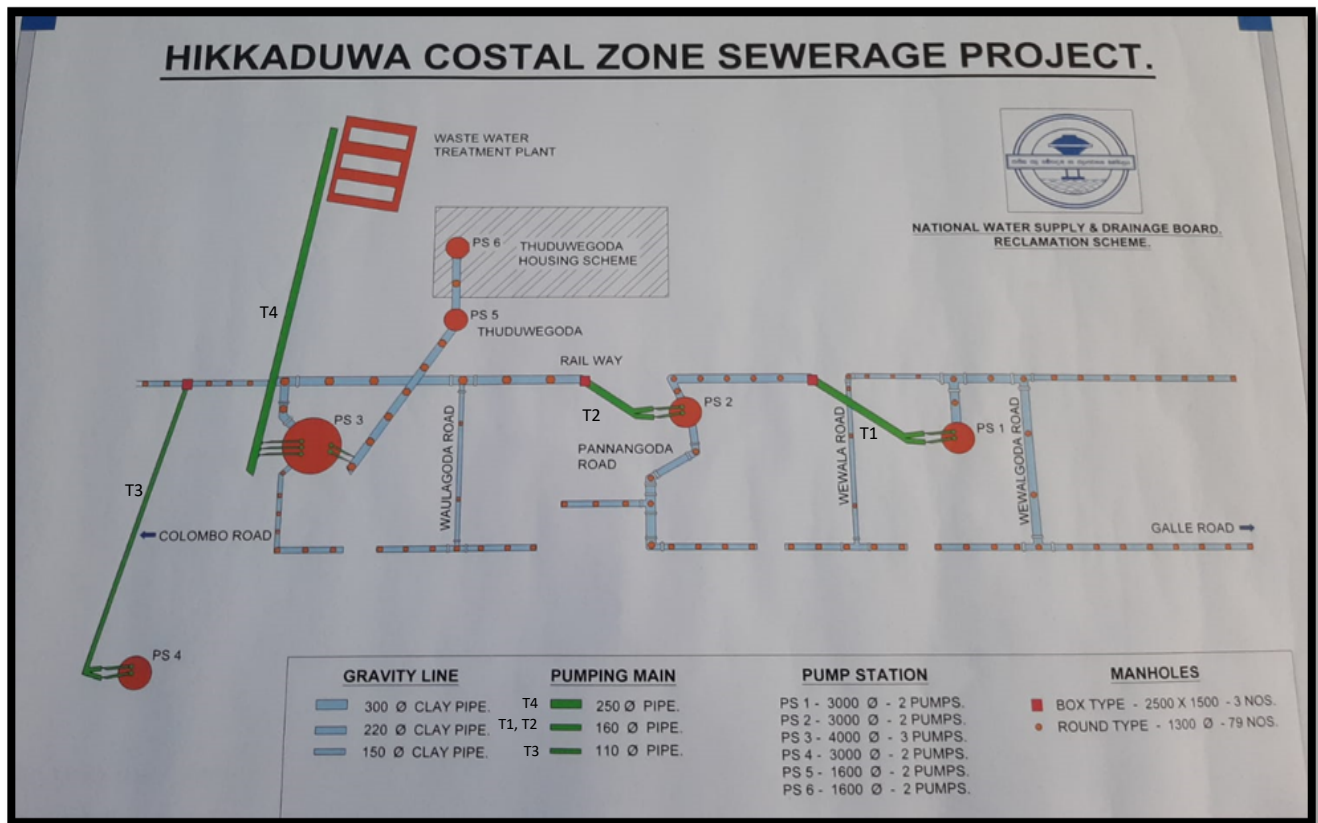 HIKKADUWA COSTAL ZONE SEWERAGE PROJECT.
WASTE WATER
TREATMENT PLANT
NATIONAL WATER SUPPLY & DRAINAGE BOARD.
RECLAMATION SCHEME.
PS 6
THUDUWEGODA
HOUSING SCHEME
T4
PS 5
THUDUWEGODA
RAIL WAY
PS 3
T2
PS 2
T1
PS 1
WAULAGODA ROAD
PANNANGODA
ROAD
WEWALA ROAD
WEWALGODA ROAD
T3
COLOMBO ROAD
GALLE ROAD
PS 4
GRAVITY LINE
300 Ø CLAY PIPE.
220 Ø CLAY PIPE.
150 Ø CLAY PIPE.
PUMPING MAIN
T4 250 Ø PIPE.
T1, T2 160 Ø PIPE.
T3 110 Ø PIPE.
PUMP STATION
PS 1 - 3000 Ø - 2 PUMPS.
PS 2 - 3000 Ø - 2 PUMPS.
PS 3 - 4000 Ø - 3 PUMPS.
PS 4 - 3000 Ø - 2 PUMPS.
PS 5 - 1600 Ø - 2 PUMPS.
PS 6 - 1600 Ø - 2 PUMPS.
MANHOLES
BOX TYPE - 2500 X 1500 - 3 NOS.
ROUND TYPE - 1300 Ø - 79 NOS.